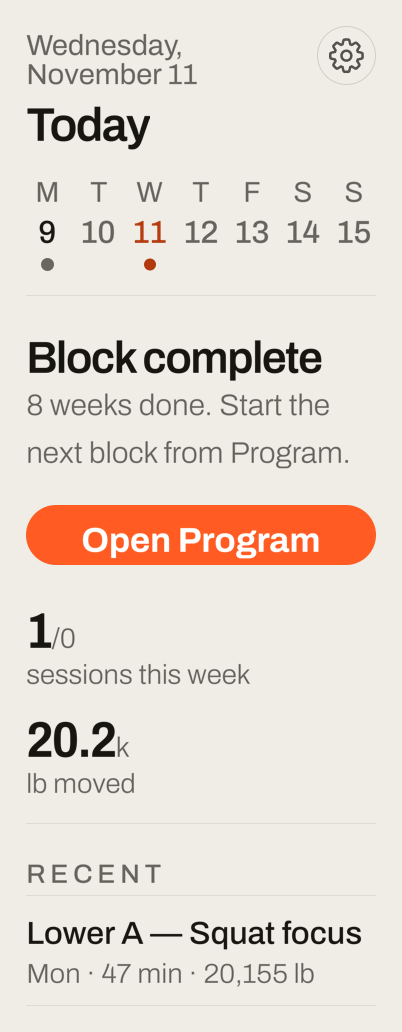 Wednesday,
November 11
Today
M T W T F S S
9 10 11 12 13 14 15
Block complete
8 weeks done. Start the
next block from Program.
Open Program
1/0
sessions this week
20.2k
lb moved
RECENT
Lower A — Squat focus
Mon · 47 min · 20,155 lb